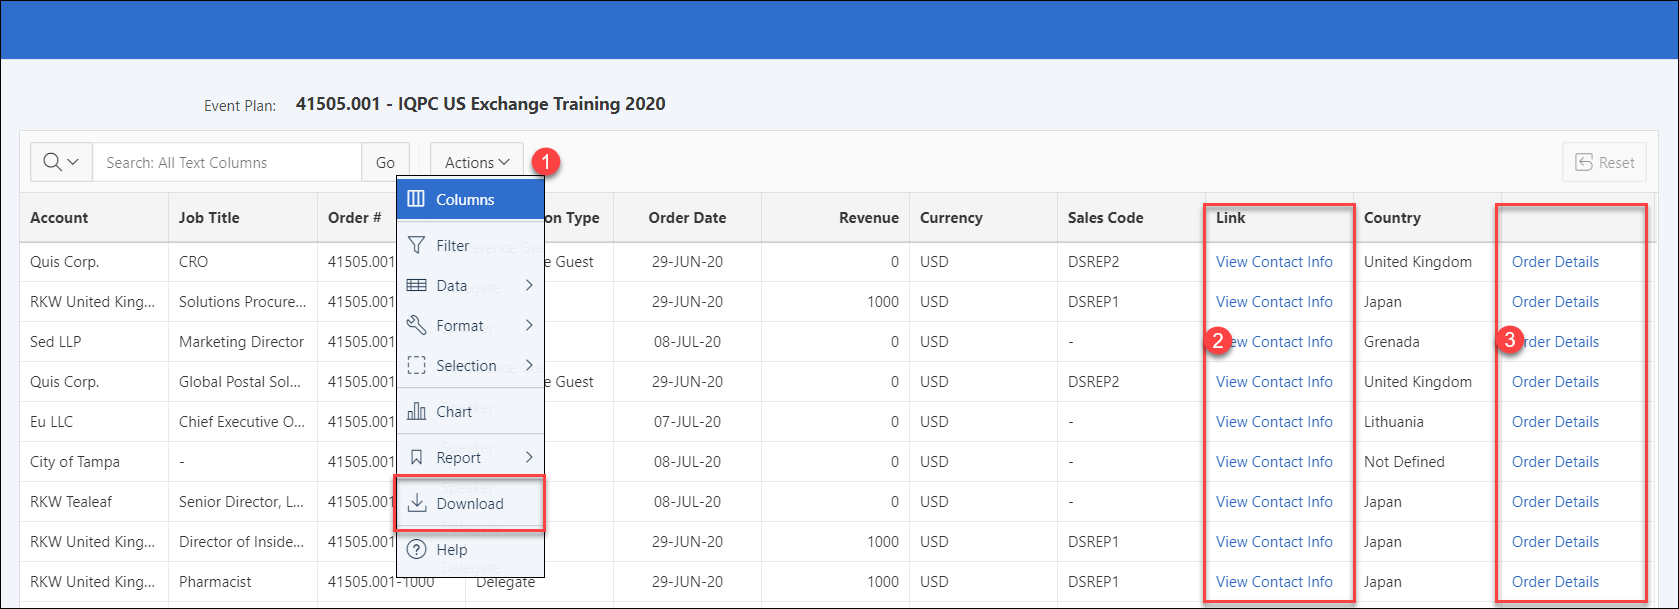 Event Plan: 41505.001 - IQPC US Exchange Training 2020
Search: All Text Columns Go Actions 1 Reset
Columns
Account Job Title Order # on Type Order Date Revenue Currency Sales Code Link Country
Filter
Quis Corp. CRO 41505.001 e Guest 29-JUN-20 0 USD DSREP2 View Contact Info United Kingdom Order Details
Data
RKW United King... Solutions Procure... 41505.001 29-JUN-20 1000 USD DSREP1 View Contact Info Japan Order Details
Format
Sed LLP Marketing Director 41505.001 08-JUL-20 0 USD - 2 w Contact Info Grenada 3 rder Details
Selection
Quis Corp. Global Postal Sol... 41505.001 e Guest 29-JUN-20 0 USD DSREP2 View Contact Info United Kingdom Order Details
Chart
Eu LLC Chief Executive O... 41505.001 07-JUL-20 0 USD - View Contact Info Lithuania Order Details
Report
City of Tampa - 41505.001 08-JUL-20 0 USD - View Contact Info Not Defined Order Details
Download
RKW Tealeaf Senior Director, L... 41505.001 08-JUL-20 0 USD - View Contact Info Japan Order Details
RKW United King... Director of Inside... 41505.001 29-JUN-20 1000 USD DSREP1 View Contact Info Japan Order Details
Help
RKW United King... Pharmacist 41505.001-1000 Delegate 29-JUN-20 1000 USD DSREP1 View Contact Info Japan Order Details